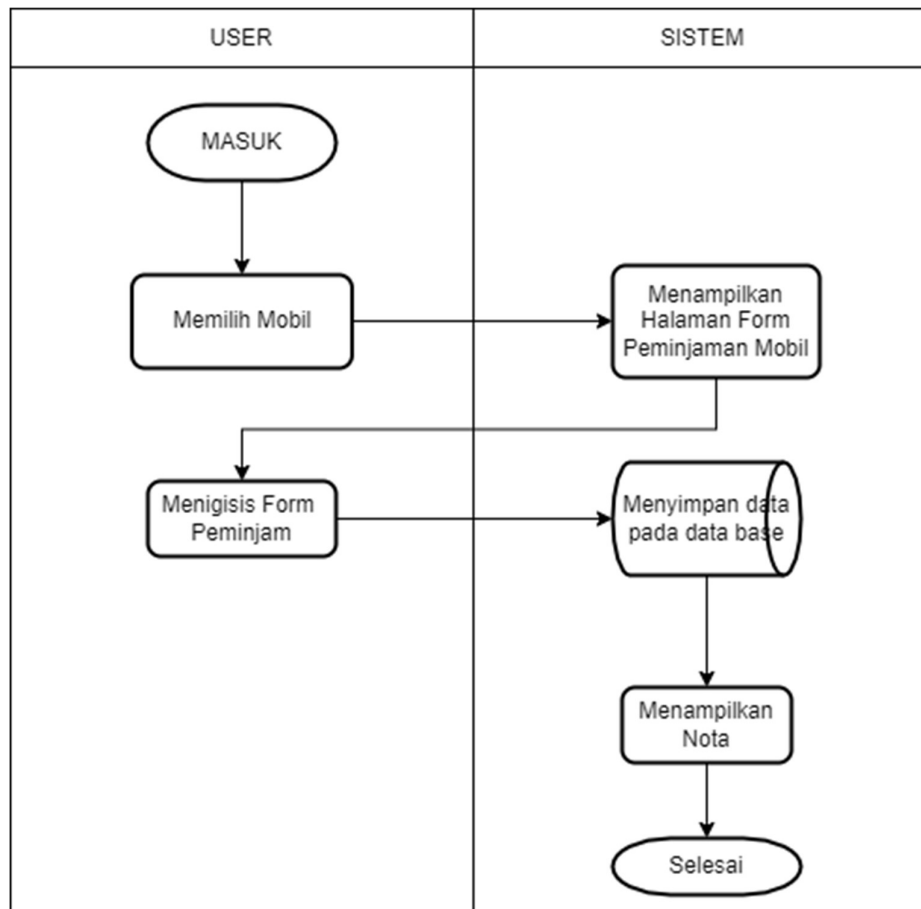 USER
SISTEM
MASUK
Memilih Mobil
Menampilkan
Halaman Form
Peminjaman Mobil
Menigisis Form
Peminjam
Menyimpan data
pada data base
Menampilkan
Nota
Selesai